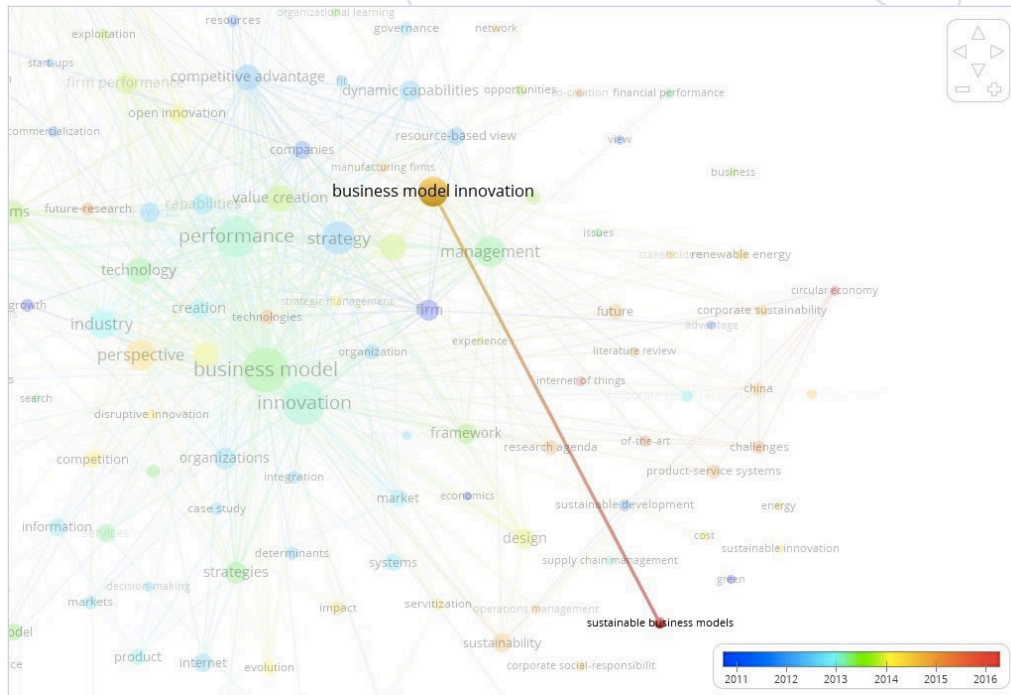 organizational learning
resources
governance
network
exploitation
start-ups
firm performance
competitive advantage
fit
dynamic capabilities
opportunities
co-creation
financial performance
open innovation
commercialization
companies
resource-based view
view
manufacturing firms
business
business model innovation
value creation
capabilities
future-research
ms
performance
strategy
management
issues
stakeholder
renewable energy
technology
circular economy
growth
creation
strategic management
technologies
firm
future
corporate sustainability
advantage
industry
perspective
organization
experience
literature review
business model
internet of things
china
search
innovation
disruptive innovation
framework
research agenda
of-the-art
challenges
competition
organizations
integration
product-service systems
case study
market
economics
sustainable development
energy
information
services
design
cost
sustainable innovation
determinants
systems
supply chain management
strategies
decision-making
green
markets
impact
servitization
operations management
sustainable business models
odel
sustainability
product
internet
evolution
corporate social-responsibilit
rce
2011 2012 2013 2014 2015 2016